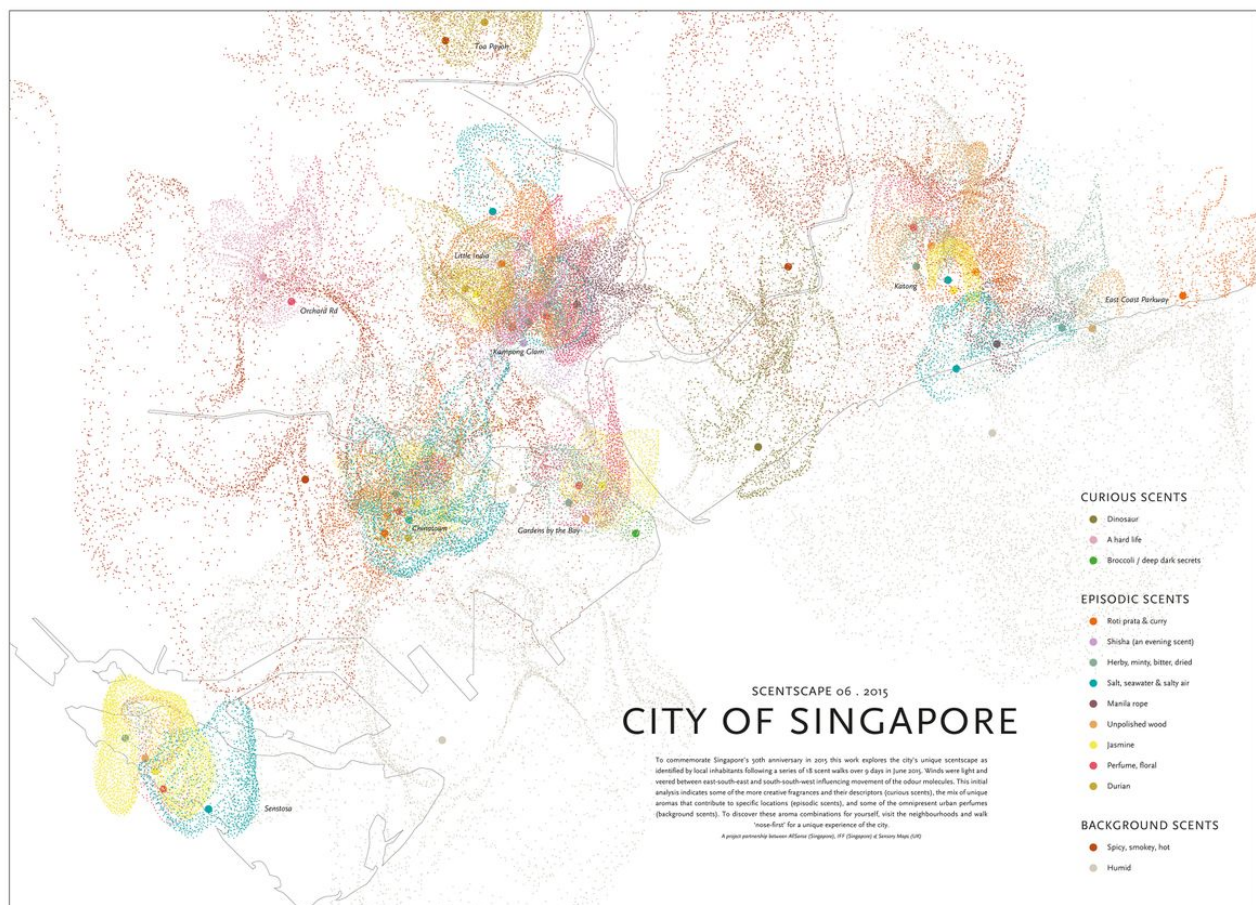 Toa Payoh
Little India
Orchard Rd
Kampong Glam
Katong
East Coast Parkway
Chinatown
Gardens by the Bay
Senstosa
SCENTSCAPE 06 . 2015
CITY OF SINGAPORE
To commemorate Singapore's 50th anniversary in 2015 this work explores the city's unique scentscape as
identified by local inhabitants following a series of 18 scent walks over 9 days in June 2015. Winds were light and
veered between east-south-east and south-south-west influencing movement of the odour molecules. This initial
analysis indicates some of the more creative fragrances and their descriptors (curious scents), the mix of unique
aromas that contribute to specific locations (episodic scents), and some of the omnipresent urban perfumes
(background scents). To discover these aroma combinations for yourself, visit the neighbourhoods and walk
'nose-first' for a unique experience of the city.
A project partnership between AllSense (Singapore), IFF (Singapore) & Sensory Maps (UK)
CURIOUS SCENTS
Dinosaur
A hard life
Broccoli / deep dark secrets
EPISODIC SCENTS
Roti prata & curry
Shisha (an evening scent)
Herby, minty, bitter, dried
Salt, seawater & salty air
Manila rope
Unpolished wood
Jasmine
Perfume, floral
Durian
BACKGROUND SCENTS
Spicy, smokey, hot
Humid